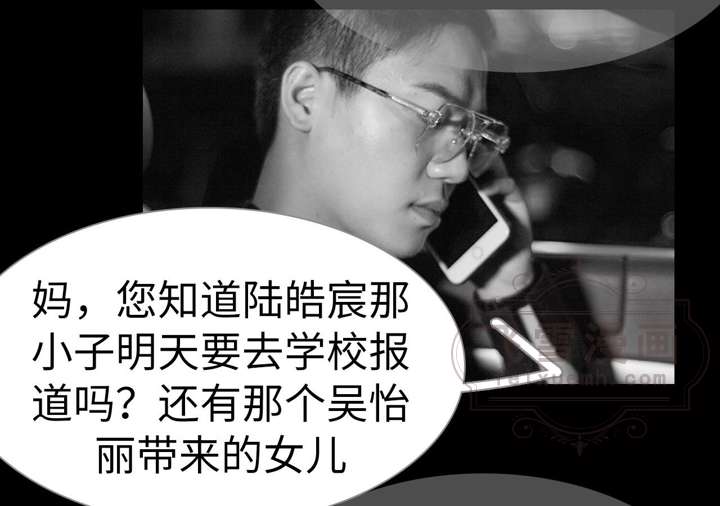 妈，您知道陆皓宸那
小子明天要去学校报
道吗？还有那个吴怡
丽带来的女儿